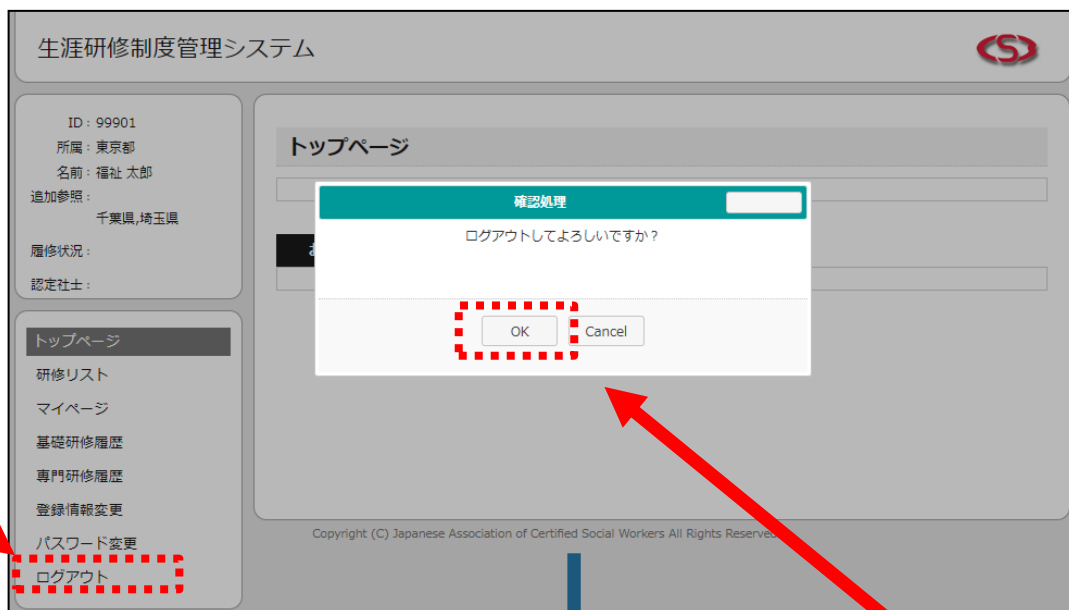 生涯研修制度管理システム
ID : 99901
所属 : 東京都
名前 : 福祉 太郎
追加参照 :
千葉県,埼玉県
履修状況 :
認定社士 :
トップページ
研修リスト
マイページ
基礎研修履歴
専門研修履歴
登録情報変更
パスワード変更
ログアウト
トップページ
確認処理
ログアウトしてよろしいですか？
OK
Cancel
Copyright (C) Japanese Association of Certified Social Workers All Rights Reserved